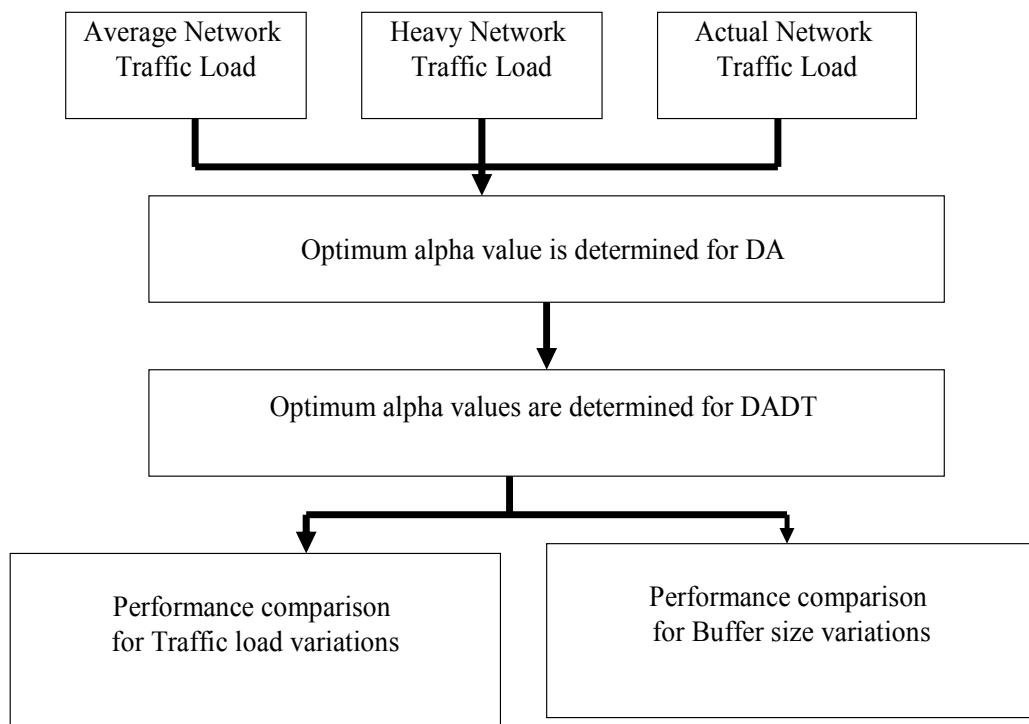 Average Network
Traffic Load
Heavy Network
Traffic Load
Actual Network
Traffic Load
Optimum alpha value is determined for DA
Optimum alpha values are determined for DADT
Performance comparison
for Traffic load variations
Performance comparison
for Buffer size variations